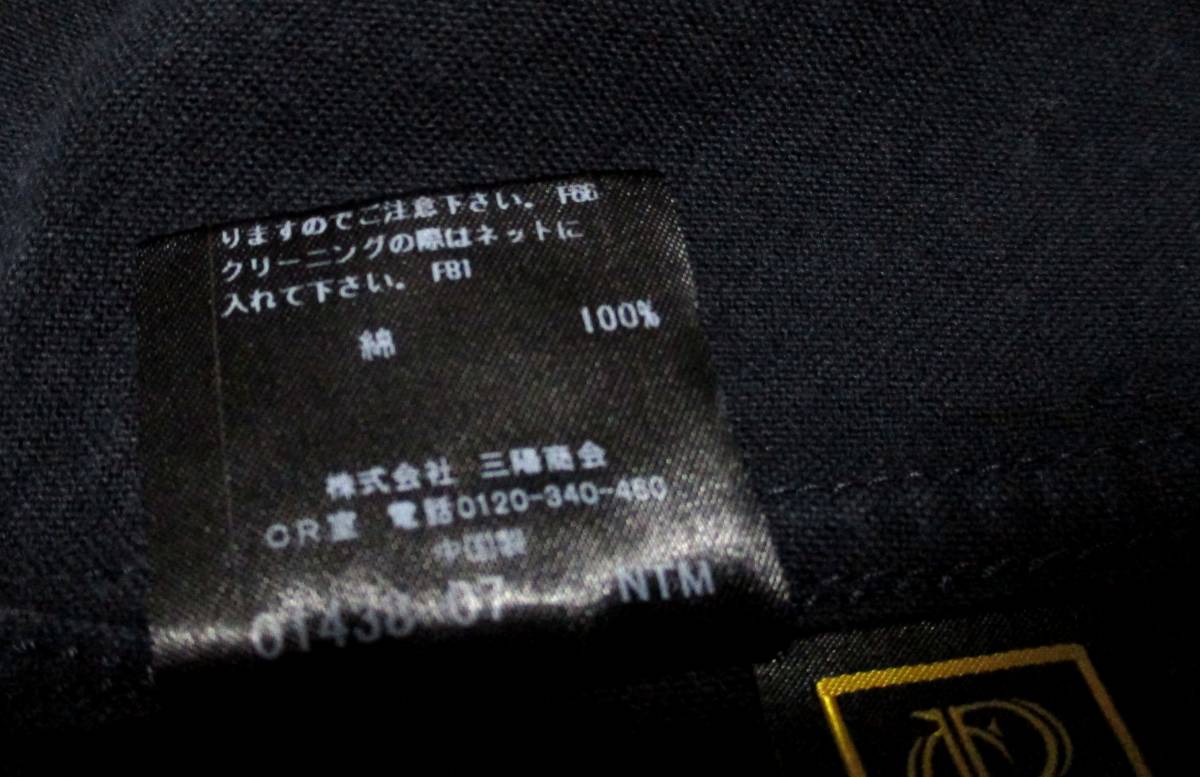 りますのでご注意下さい。 F66
クリーニングの際はネットに
入れて下さい。 F81
綿 100%
株式会社 三陽商会
CR室 電話0120-340-460
中国製
01438-07 NTM